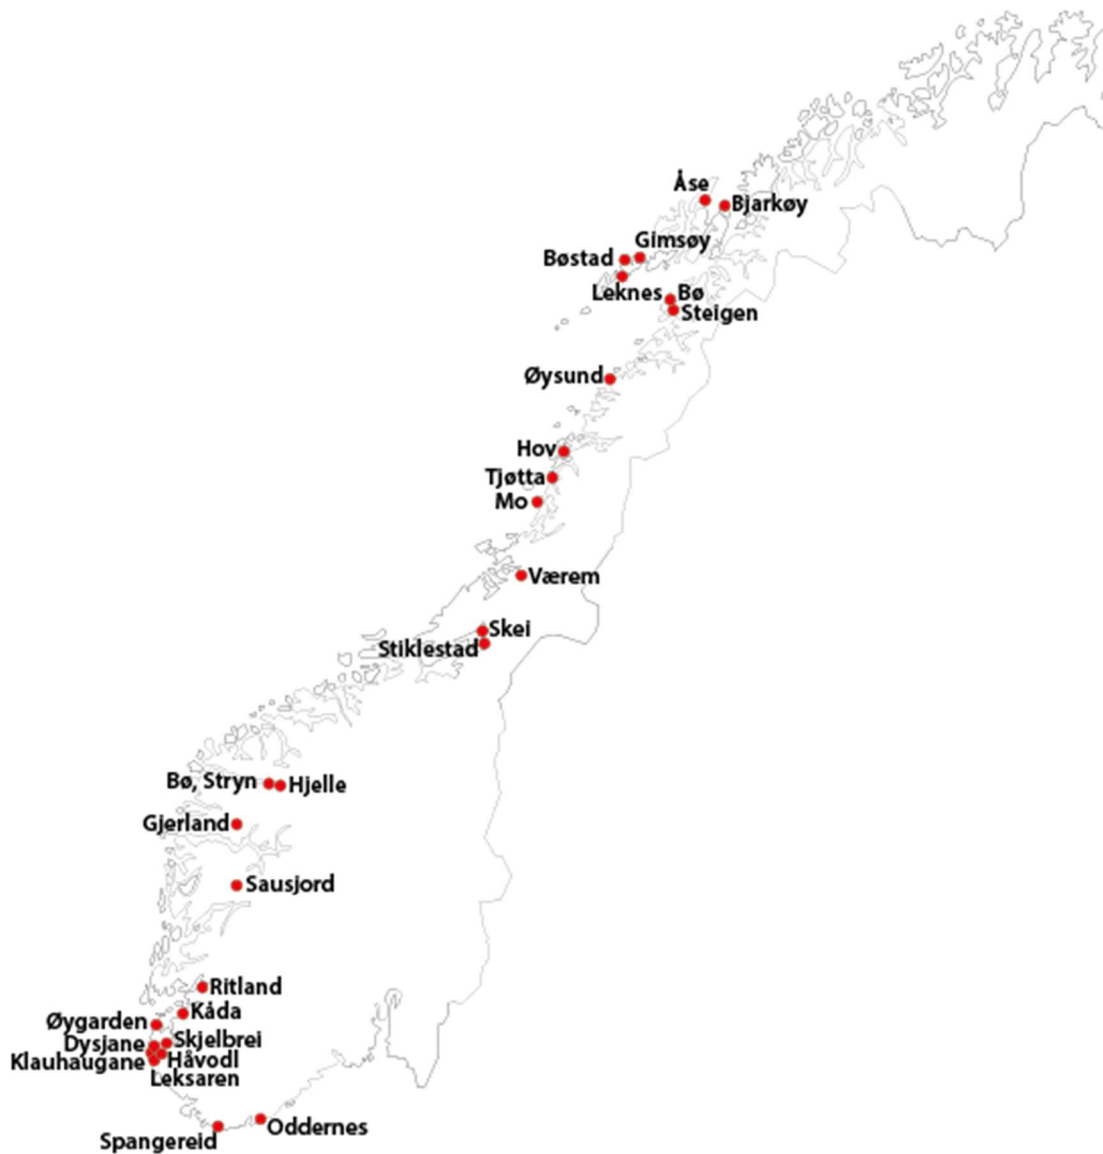 Åse
Bjarkøy
Gimsøy
Bøstad
Leknes
Bø
Steigen
Øysund
Hov
Tjøtta
Mo
Værem
Skei
Stiklestad
Bø, Stryn
Hjelle
Gjerland
Sausjord
Ritland
Kåda
Øygarden
Skjelbrei
Dysjane
Håvodl
Klauhaugane
Leksaren
Oddernes
Spangereid